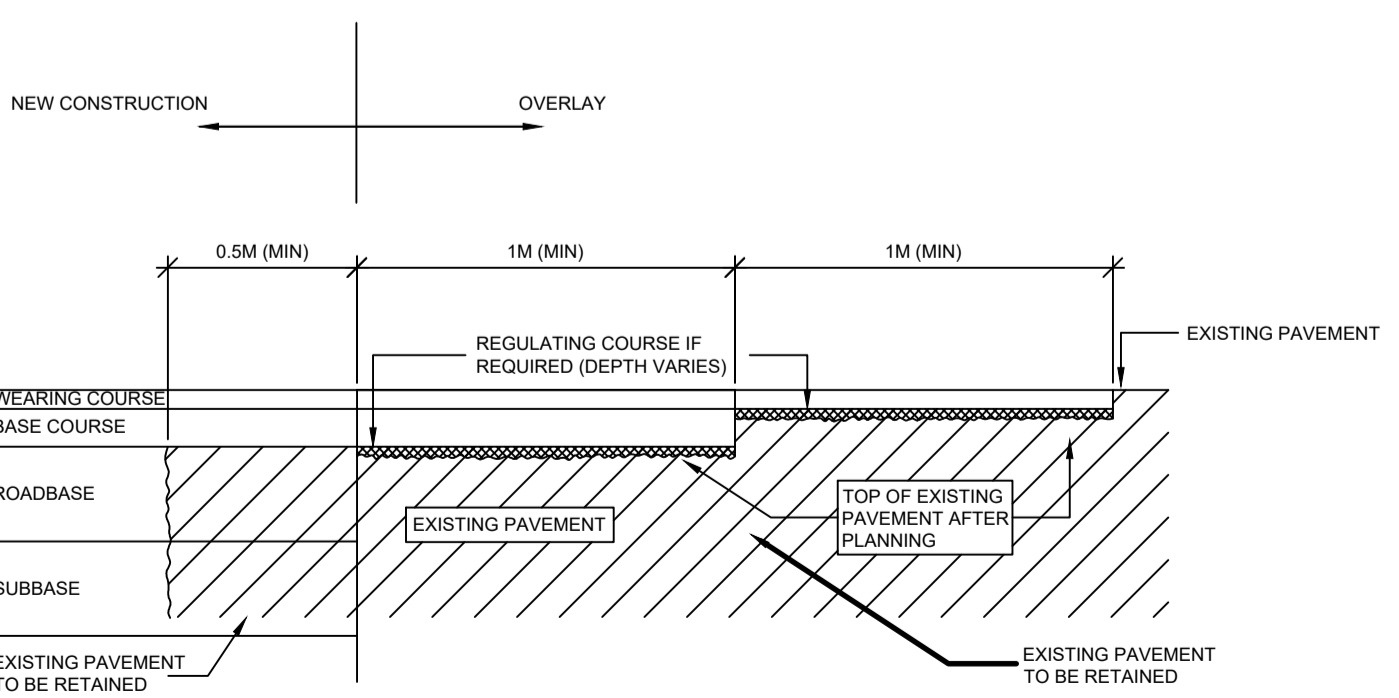 NEW CONSTRUCTION
OVERLAY
0.5M (MIN)
1M (MIN)
1M (MIN)
REGULATING COURSE IF
REQUIRED (DEPTH VARIES)
EXISTING PAVEMENT
WEARING COURSE
BASE COURSE
ROADBASE
EXISTING PAVEMENT
TOP OF EXISTING
PAVEMENT AFTER
PLANNING
SUBBASE
EXISTING PAVEMENT
TO BE RETAINED
EXISTING PAVEMENT
TO BE RETAINED